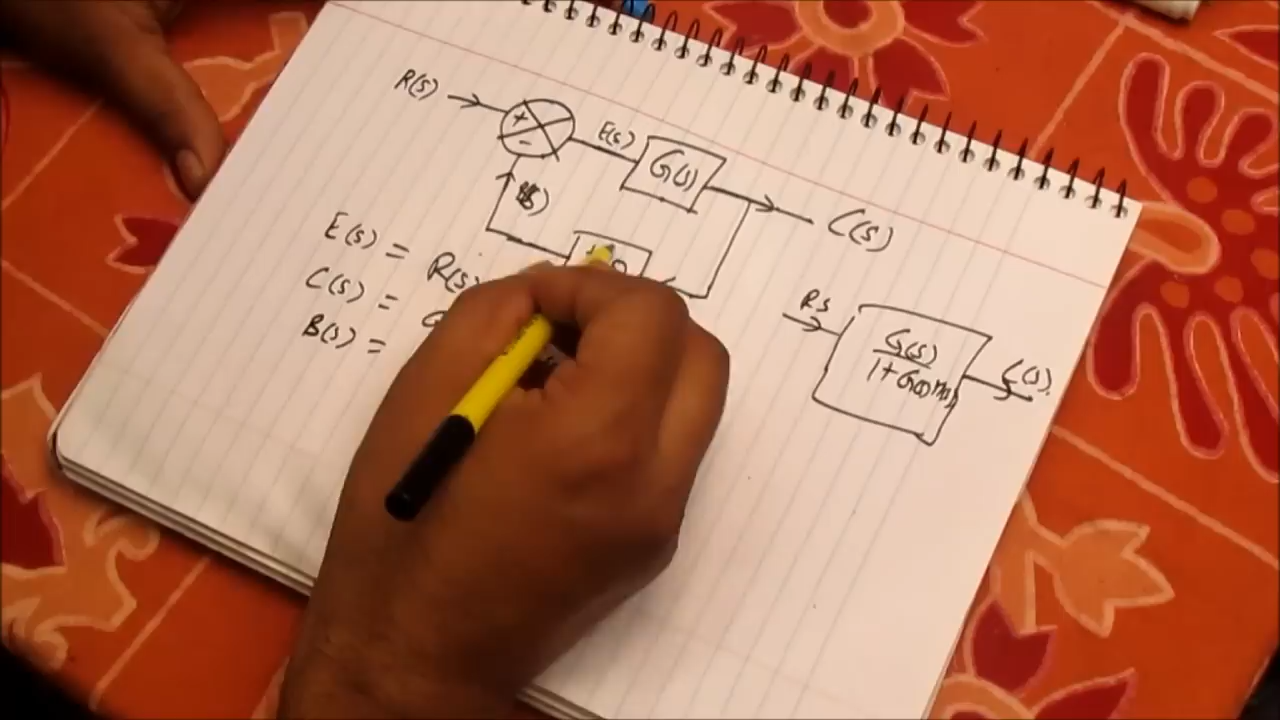 R(s)
+
-
E(s)
G(s)
C(s)
E(s) = R(s)
C(s) =
B(s) =
Rs
G(s)
1+G(s)H(s)
C(s).